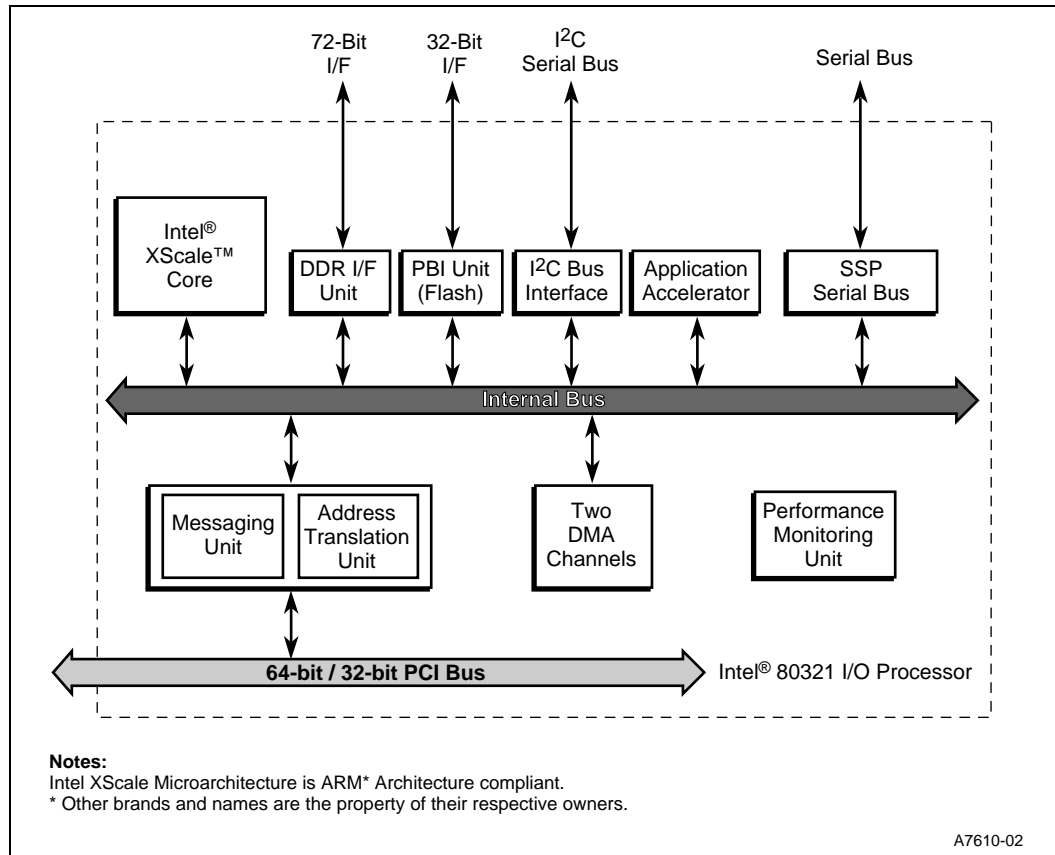 72-Bit
I/F
32-Bit
I/F
I2C
Serial Bus
Serial Bus
Intel®
XScale™
Core
DDR I/F
Unit
PBI Unit
(Flash)
I2C Bus
Interface
Application
Accelerator
SSP
Serial Bus
Internal Bus
Messaging
Unit
Address
Translation
Unit
Two
DMA
Channels
Performance
Monitoring
Unit
64-bit / 32-bit PCI Bus
Intel® 80321 I/O Processor
Notes:
Intel XScale Microarchitecture is ARM* Architecture compliant.
* Other brands and names are the property of their respective owners.
A7610-02